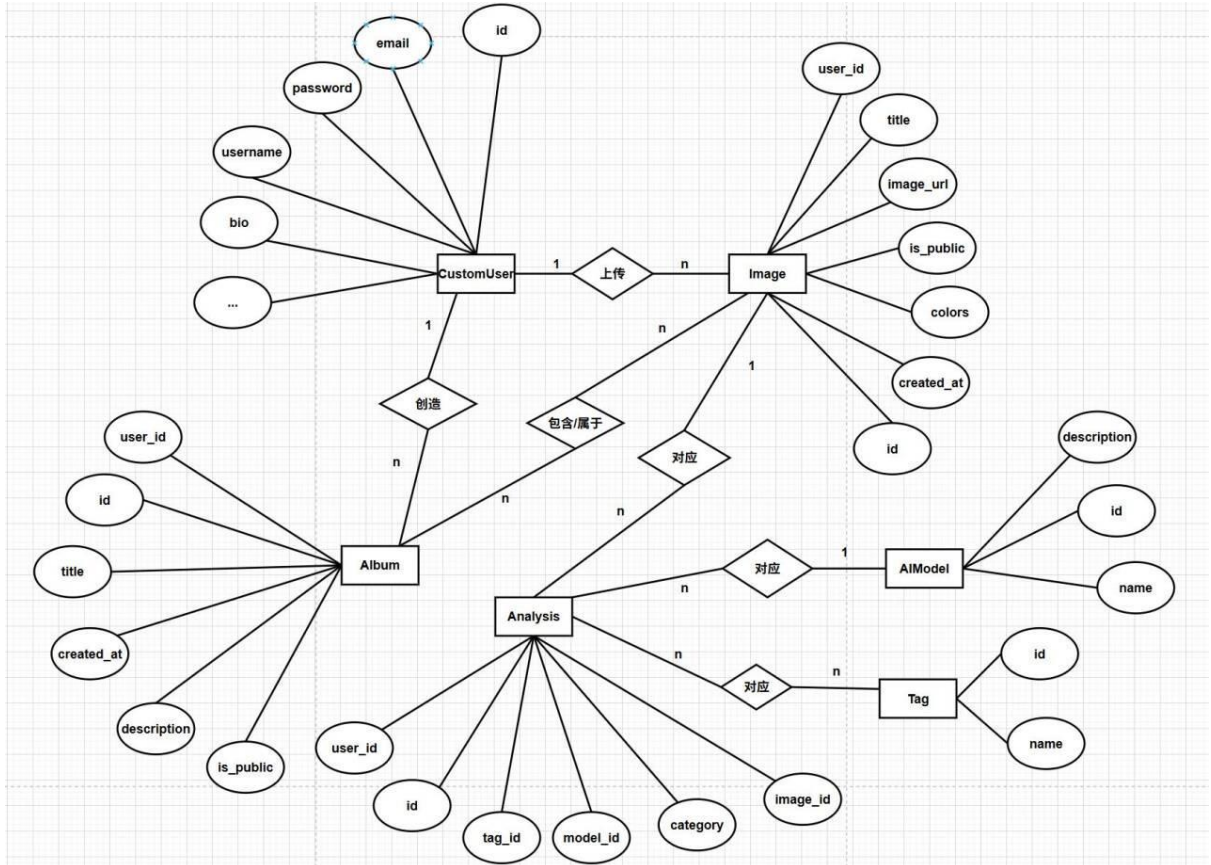 email
id
password
username
bio
...
CustomUser
1
上传
n
Image
user_id
title
image_url
is_public
colors
created_at
id
1
创造
n
n
包含/属于
n
1
对应
n
user_id
id
title
created_at
description
is_public
Album
Analysis
n
对应
1
AIModel
description
id
name
n
对应
n
Tag
id
name
user_id
id
tag_id
model_id
category
image_id